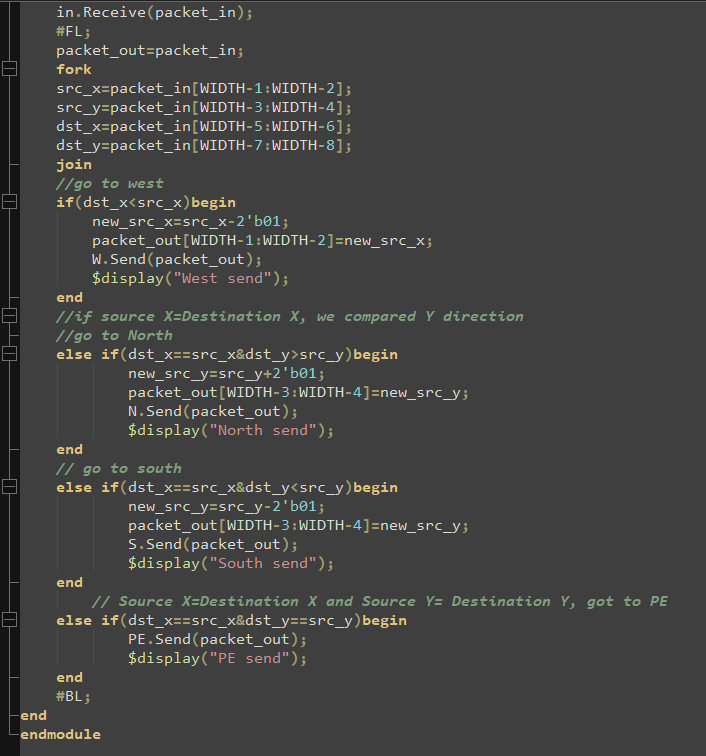 in.Receive(packet_in);
#FL;
packet_out=packet_in;
fork
src_x=packet_in[WIDTH-1:WIDTH-2];
src_y=packet_in[WIDTH-3:WIDTH-4];
dst_x=packet_in[WIDTH-5:WIDTH-6];
dst_y=packet_in[WIDTH-7:WIDTH-8];
join
//go to west
if(dst_x<src_x)begin
new_src_x=src_x-2'b01;
packet_out[WIDTH-1:WIDTH-2]=new_src_x;
W.Send(packet_out);
$display("West send");
end
//if source X=Destination X, we compared Y direction
//go to North
else if(dst_x==src_x&dst_y>src_y)begin
new_src_y=src_y+2'b01;
packet_out[WIDTH-3:WIDTH-4]=new_src_y;
N.Send(packet_out);
$display("North send");
end
// go to south
else if(dst_x==src_x&dst_y<src_y)begin
new_src_y=src_y-2'b01;
packet_out[WIDTH-3:WIDTH-4]=new_src_y;
S.Send(packet_out);
$display("South send");
end
// Source X=Destination X and Source Y= Destination Y, got to PE
else if(dst_x==src_x&dst_y==src_y)begin
PE.Send(packet_out);
$display("PE send");
end
#BL;
end
endmodule